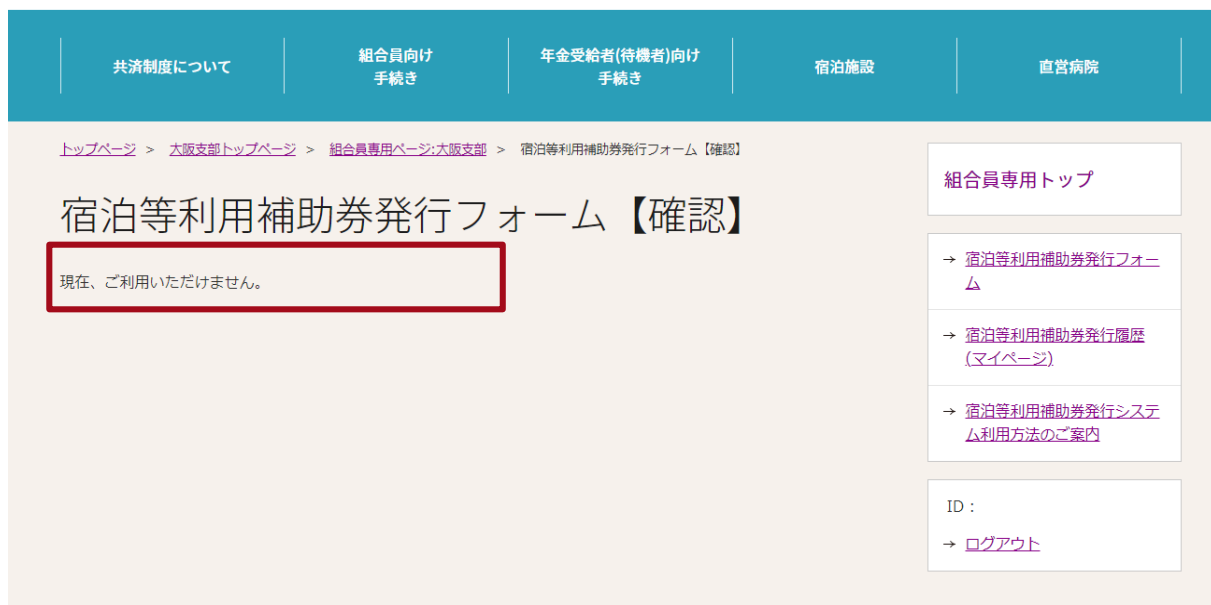 共済制度について
組合員向け
手続き
年金受給者(待機者)向け
手続き
宿泊施設
直営病院
トップページ > 大阪支部トップページ > 組合員専用ページ:大阪支部 > 宿泊等利用補助券発行フォーム【確認】
宿泊等利用補助券発行フォーム【確認】
現在、ご利用いただけません。
組合員専用トップ
→ 宿泊等利用補助券発行フォー
ム
→ 宿泊等利用補助券発行履歴
(マイページ)
→ 宿泊等利用補助券発行システ
ム利用方法のご案内
ID：
→ ログアウト